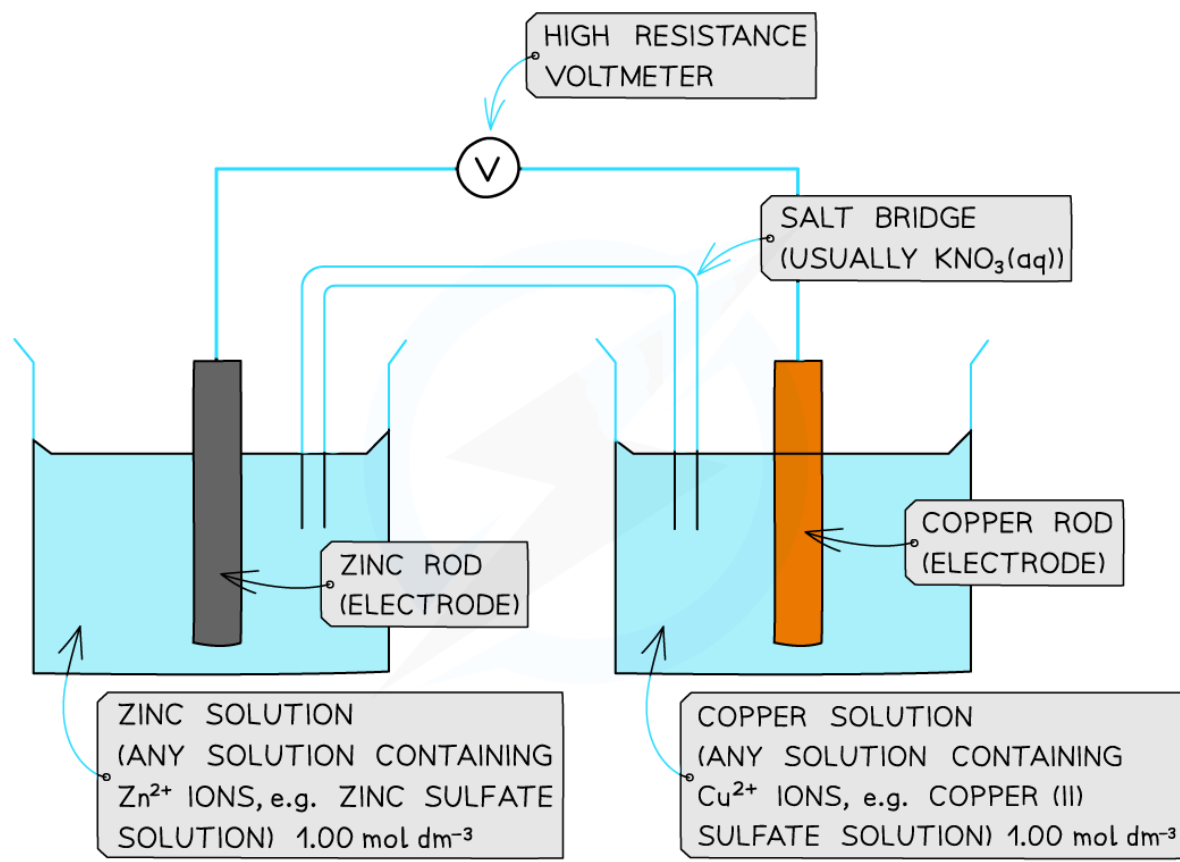 HIGH RESISTANCE
VOLTMETER
V
SALT BRIDGE
(USUALLY KNO₃(aq))
ZINC ROD
(ELECTRODE)
COPPER ROD
(ELECTRODE)
ZINC SOLUTION
(ANY SOLUTION CONTAINING
Zn²⁺ IONS, e.g. ZINC SULFATE
SOLUTION) 1.00 mol dm⁻³
COPPER SOLUTION
(ANY SOLUTION CONTAINING
Cu²⁺ IONS, e.g. COPPER (II)
SULFATE SOLUTION) 1.00 mol dm⁻³